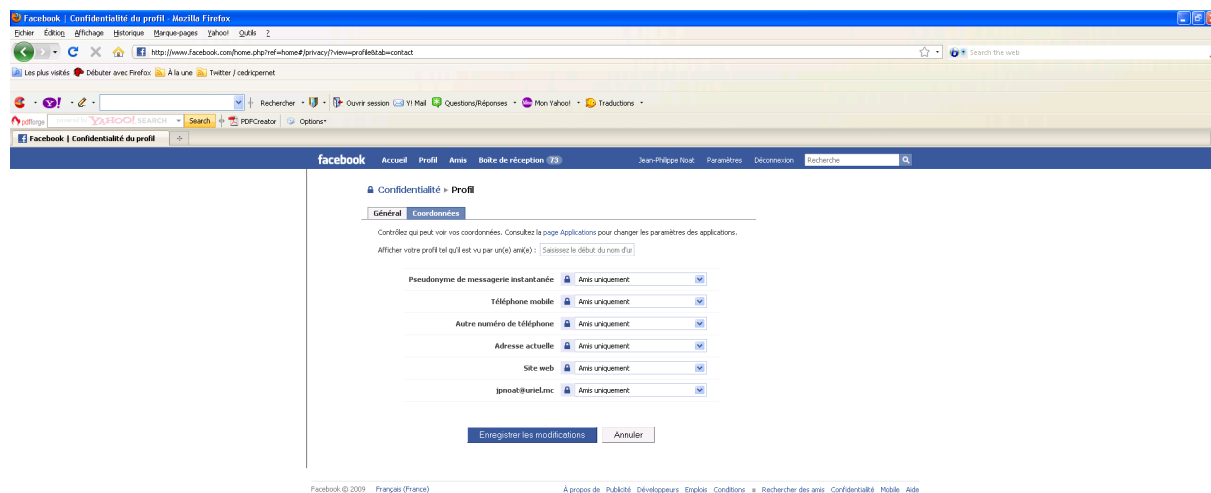 Facebook | Confidentialité du profil - Mozilla Firefox
Fichier Édition Affichage Historique Marque-pages Yahoo! Outils ?
http://www.facebook.com/home.php?ref=home#/privacy/?view=profile&tab=contact Search the web
Les plus visités Débuter avec Firefox À la une Twitter / cedricpernet
Y! Rechercher Ouvrir session Y! Mail Questions/Réponses Mon Yahoo! Traductions
pdfforge powered by YAHOO! SEARCH Search PDFCreator Options
Facebook | Confidentialité du profil
facebook Accueil Profil Amis Boîte de réception 73 Jean-Philippe Noat Paramètres Déconnexion Recherche
Confidentialité ▸ Profil
Général Coordonnées
Contrôlez qui peut voir vos coordonnées. Consultez la page Applications pour changer les paramètres des applications.
Afficher votre profil tel qu'il est vu par un(e) ami(e) : Saisissez le début du nom d'ur
Pseudonyme de messagerie instantanée Amis uniquement
Téléphone mobile Amis uniquement
Autre numéro de téléphone Amis uniquement
Adresse actuelle Amis uniquement
Site web Amis uniquement
jpnoat@uriel.mc Amis uniquement
Enregistrer les modifications Annuler
Facebook © 2009 Français (France) À propos de Publicité Développeurs Emplois Conditions Rechercher des amis Confidentialité Mobile Aide